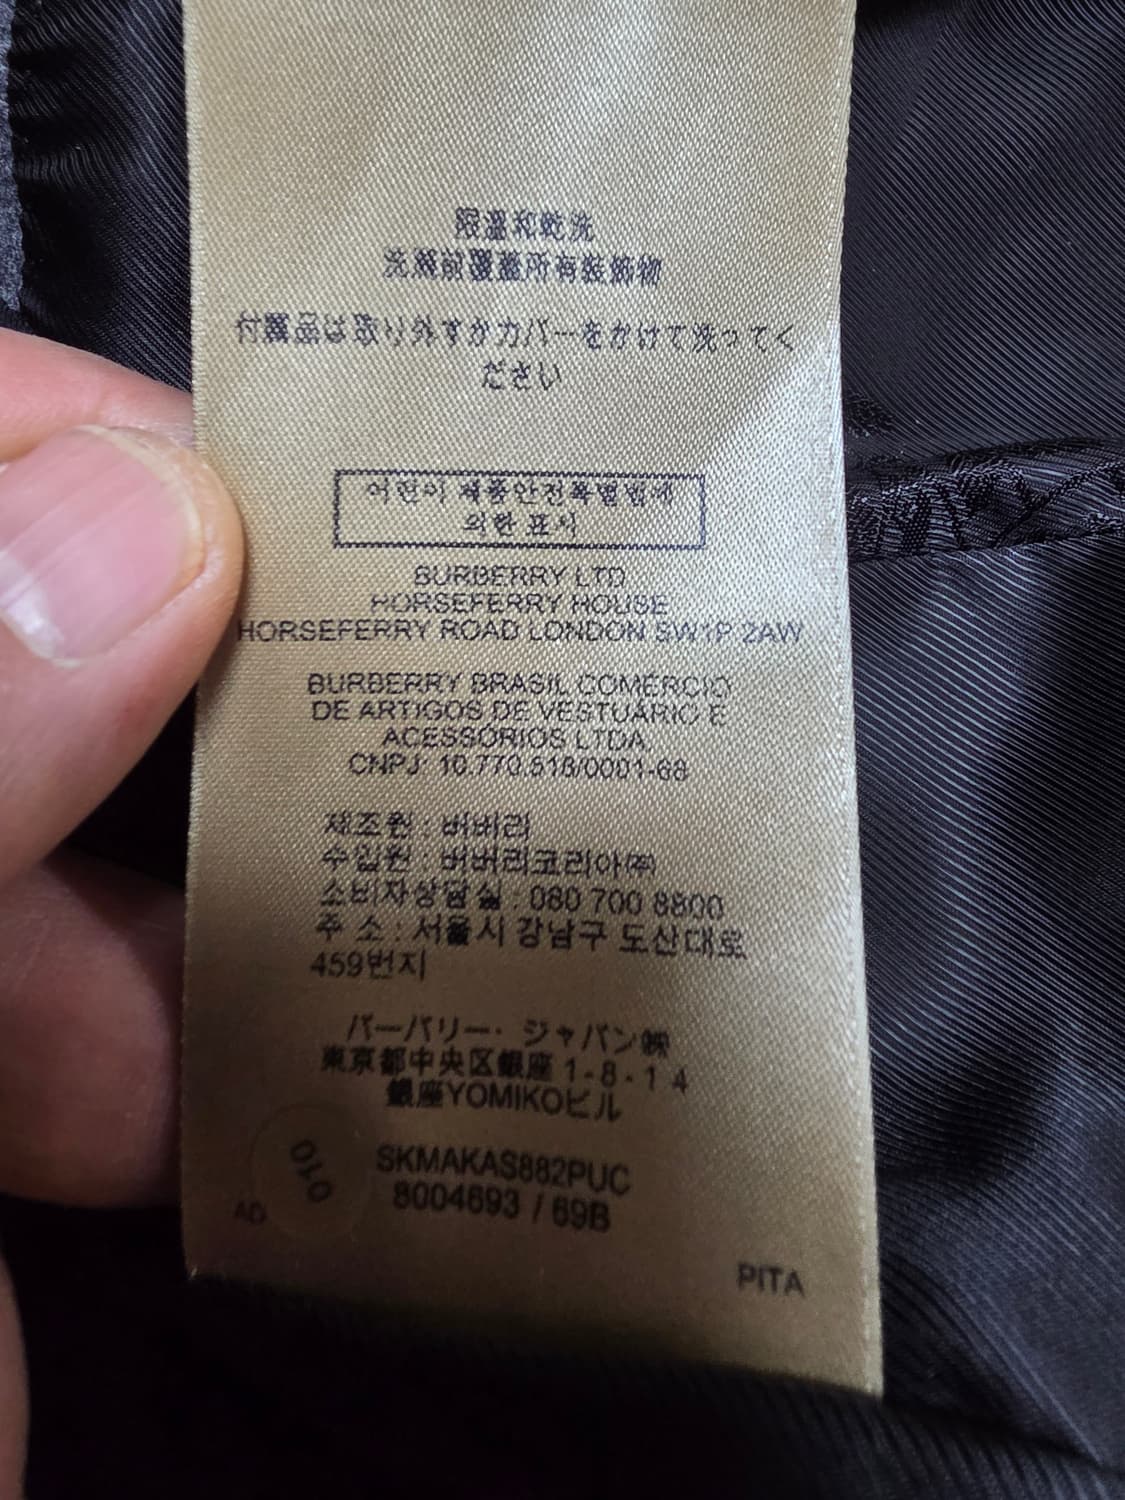 限溫和乾洗
洗滌前覆蓋所有裝飾物
付属品は取り外すかカバーをかけて洗ってく
ださい
어린이 제품안전특별법에
의한 표시
BURBERRY LTD
HORSEFERRY HOUSE
HORSEFERRY ROAD LONDON SW1P 2AW
BURBERRY BRASIL COMERCIO
DE ARTIGOS DE VESTUÁRIO E
ACESSÓRIOS LTDA
CNPJ: 10.770.518/0001-68
제조원 : 버버리
수입원 : 버버리코리아㈜
소비자상담실 : 080 700 8800
주 소 : 서울시 강남구 도산대로
459번지
バーバリー・ジャパン㈱
東京都中央区銀座 1-8-14
銀座YOMIKOビル
010
SKMAKAS882PUC
8004693 / 69B
AD
PITA